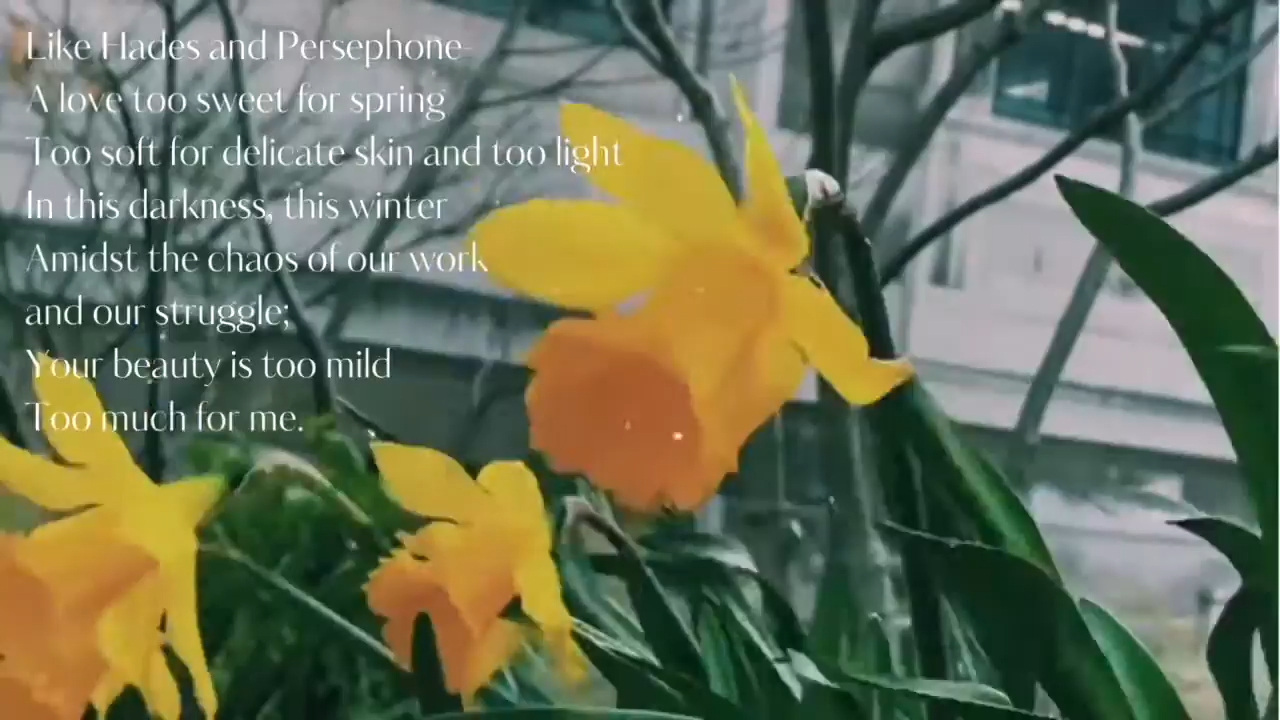 Like Hades and Persephone-
A love too sweet for spring
Too soft for delicate skin and too light
In this darkness, this winter
Amidst the chaos of our work
and our struggle;
Your beauty is too mild
Too much for me.